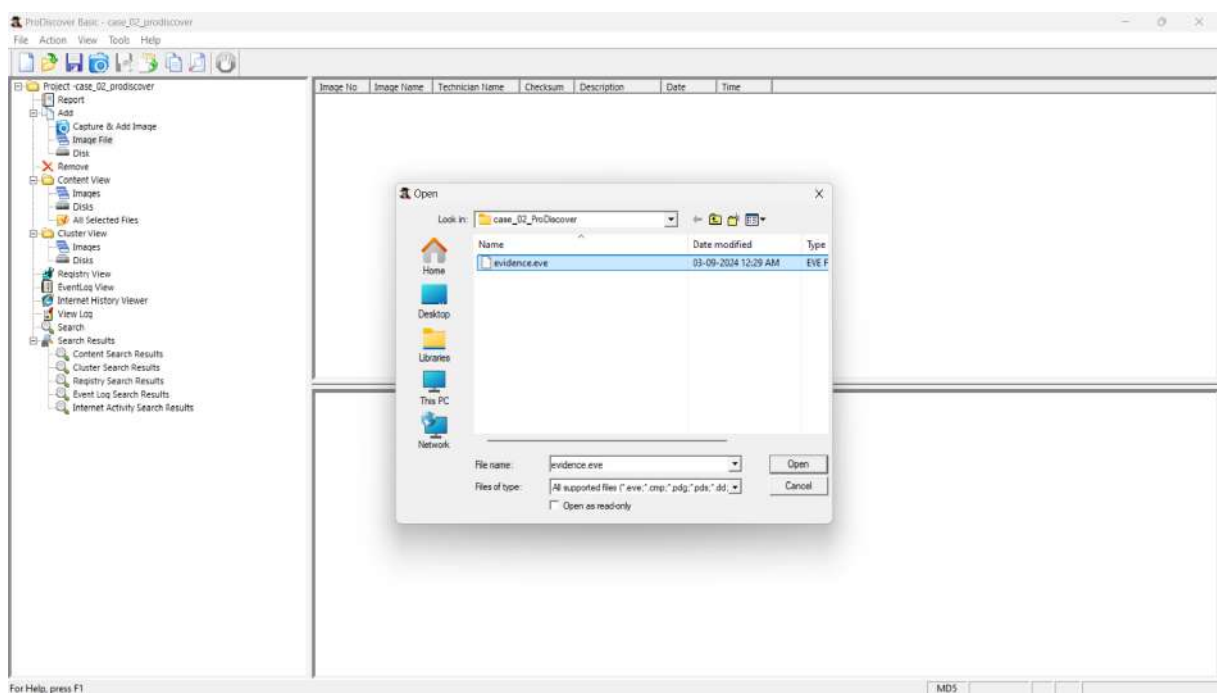 ProDiscover Basic - case_02_prodiscover
File Action View Tools Help
Project -case_02_prodiscover
Report
Add
Capture & Add Image
Image File
Disk
Remove
Content View
Images
Disks
All Selected Files
Cluster View
Images
Disks
Registry View
EventLog View
Internet History Viewer
View Log
Search
Search Results
Content Search Results
Cluster Search Results
Registry Search Results
Event Log Search Results
Internet Activity Search Results
Image No Image Name Technician Name Checksum Description Date Time
Open
Look in: case_02_ProDiscover
Home
Desktop
Libraries
This PC
Network
Name Date modified Type
evidence.eve 03-09-2024 12:29 AM EVE F
File name: evidence.eve Open
Files of type: All supported files (*.eve;*.cmp;*.pdg;*.pds;*.dd; Cancel
Open as read-only
For Help, press F1 MD5